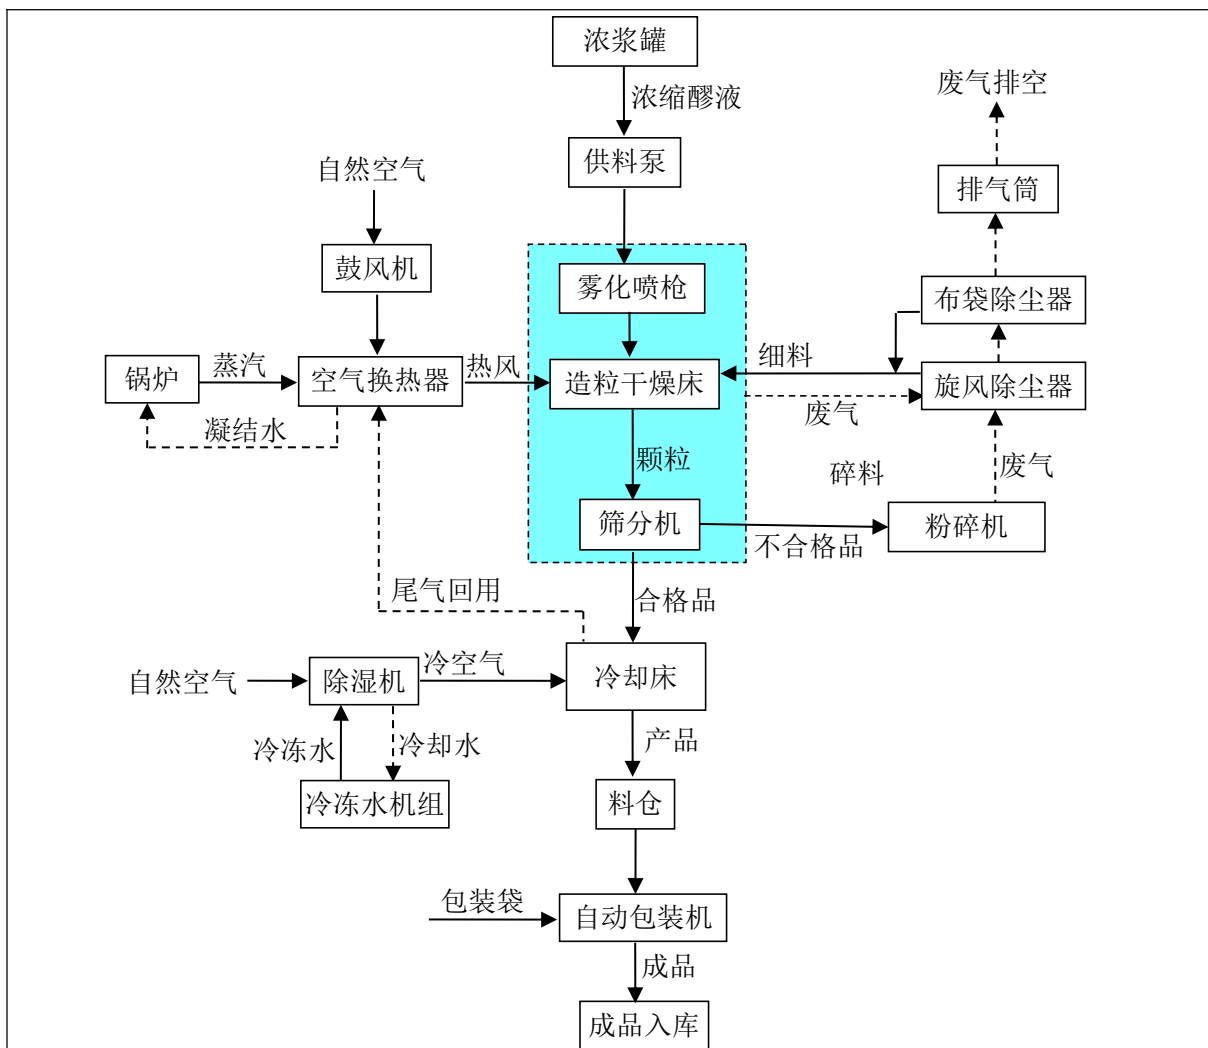 浓浆罐
浓缩醪液
供料泵
废气排空
自然空气
排气筒
鼓风机
雾化喷枪
布袋除尘器
锅炉
蒸汽
空气换热器
热风
造粒干燥床
细料
旋风除尘器
凝结水
废气
颗粒
碎料
废气
筛分机
不合格品
粉碎机
尾气回用
合格品
自然空气
除湿机
冷空气
冷却床
冷冻水
冷却水
产品
冷冻水机组
料仓
包装袋
自动包装机
成品
成品入库